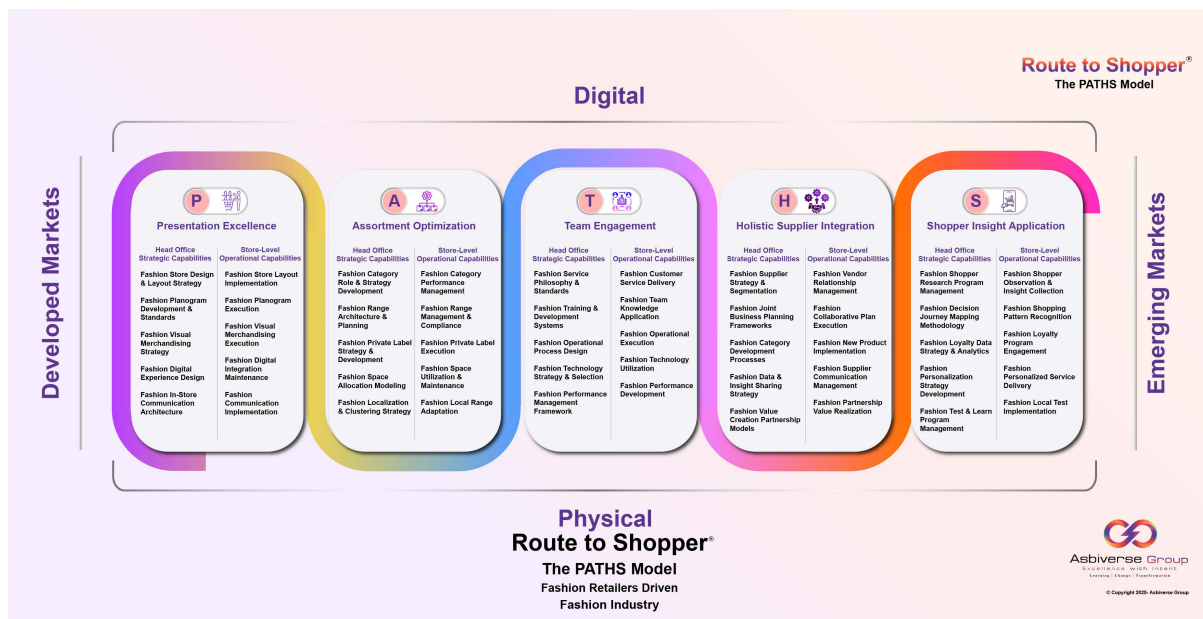 Route to Shopper®
The PATHS Model
Digital
Developed Markets
Emerging Markets
P
Presentation Excellence
Head Office
Strategic Capabilities
Fashion Store Design
& Layout Strategy
Fashion Planogram
Development &
Standards
Fashion Visual
Merchandising
Strategy
Fashion Digital
Experience Design
Fashion In-Store
Communication
Architecture
Store-Level
Operational Capabilities
Fashion Store Layout
Implementation
Fashion Planogram
Execution
Fashion Visual
Merchandising
Execution
Fashion Digital
Integration
Maintenance
Fashion
Communication
Implementation
A
Assortment Optimization
Head Office
Strategic Capabilities
Fashion Category
Role & Strategy
Development
Fashion Range
Architecture &
Planning
Fashion Private Label
Strategy &
Development
Fashion Space
Allocation Modeling
Fashion Localization
& Clustering Strategy
Store-Level
Operational Capabilities
Fashion Category
Performance
Management
Fashion Range
Management &
Compliance
Fashion Private Label
Execution
Fashion Space
Utilization &
Maintenance
Fashion Local Range
Adaptation
T
Team Engagement
Head Office
Strategic Capabilities
Fashion Service
Philosophy &
Standards
Fashion Training &
Development
Systems
Fashion Operational
Process Design
Fashion Technology
Strategy & Selection
Fashion Performance
Management
Framework
Store-Level
Operational Capabilities
Fashion Customer
Service Delivery
Fashion Team
Knowledge
Application
Fashion Operational
Execution
Fashion Technology
Utilization
Fashion Performance
Development
H
Holistic Supplier Integration
Head Office
Strategic Capabilities
Fashion Supplier
Strategy &
Segmentation
Fashion Joint
Business Planning
Frameworks
Fashion Category
Development
Processes
Fashion Data &
Insight Sharing
Strategy
Fashion Value
Creation Partnership
Models
Store-Level
Operational Capabilities
Fashion Vendor
Relationship
Management
Fashion
Collaborative Plan
Execution
Fashion New Product
Implementation
Fashion Supplier
Communication
Management
Fashion Partnership
Value Realization
S
Shopper Insight Application
Head Office
Strategic Capabilities
Fashion Shopper
Research Program
Management
Fashion Decision
Journey Mapping
Methodology
Fashion Loyalty Data
Strategy & Analytics
Fashion
Personalization
Strategy
Development
Fashion Test & Learn
Program
Management
Store-Level
Operational Capabilities
Fashion Shopper
Observation &
Insight Collection
Fashion Shopping
Pattern Recognition
Fashion Loyalty
Program
Engagement
Fashion
Personalized Service
Delivery
Fashion Local Test
Implementation
Physical
Route to Shopper®
The PATHS Model
Fashion Retailers Driven
Fashion Industry
Asbiverse Group
Excellence with Intent
Learning | Change | Transformation
© Copyright 2025- Asbiverse Group